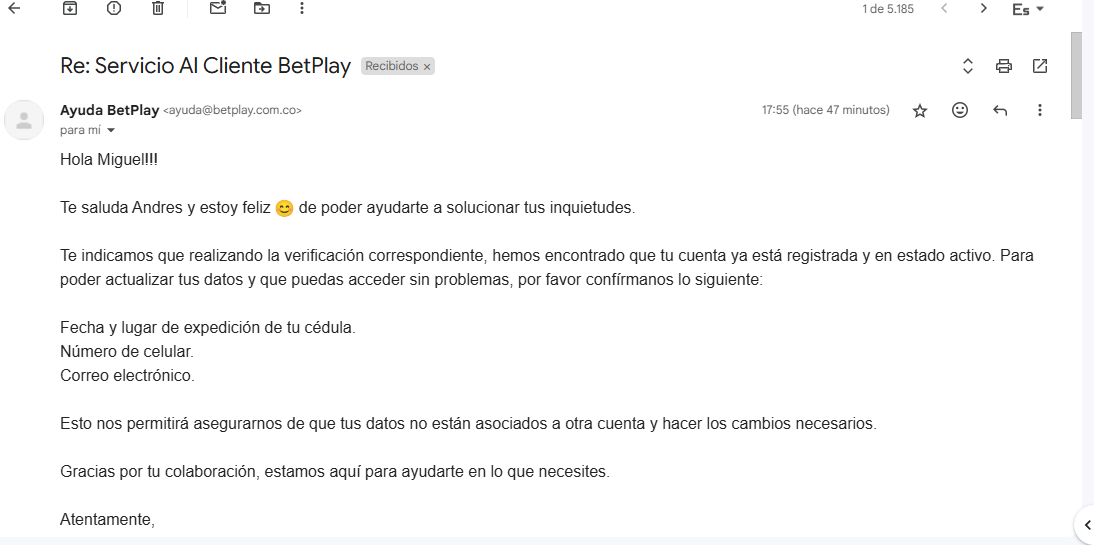 1 de 5.185
Es
Re: Servicio Al Cliente BetPlay Recibidos ×
Ayuda BetPlay <ayuda@betplay.com.co> 17:55 (hace 47 minutos)
para mí
Hola Miguel!!!
Te saluda Andres y estoy feliz 😊 de poder ayudarte a solucionar tus inquietudes.
Te indicamos que realizando la verificación correspondiente, hemos encontrado que tu cuenta ya está registrada y en estado activo. Para
poder actualizar tus datos y que puedas acceder sin problemas, por favor confírmanos lo siguiente:
Fecha y lugar de expedición de tu cédula.
Número de celular.
Correo electrónico.
Esto nos permitirá asegurarnos de que tus datos no están asociados a otra cuenta y hacer los cambios necesarios.
Gracias por tu colaboración, estamos aquí para ayudarte en lo que necesites.
Atentamente,